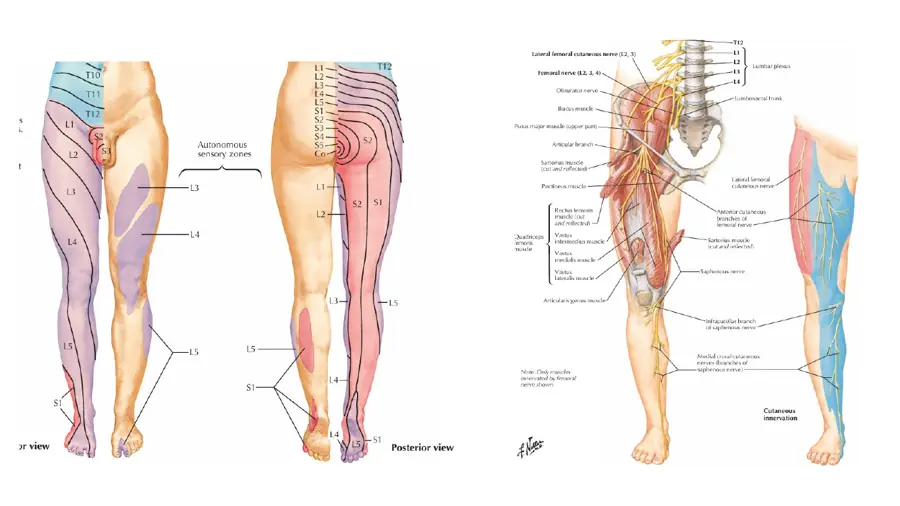 T10
T11
T12
L1
L2
L3
L4
L5
S1
S2
S3
or view
Autonomous
sensory zones
L3
L4
L5
L1
L2
L3
L4
L5
S1
S2
S3
S4
S5
Co
T12
S2
L1
L2
S2
S1
L3
L5
L5
S1
L4
L4
L5
S1
Posterior view
T12
L1
L2
L3
L4
Lumbar plexus
Lumbosacral trunk
Lateral femoral cutaneous nerve (L2, 3)
Femoral nerve (L2, 3, 4)
Obturator nerve
Iliacus muscle
Psoas major muscle (upper part)
Articular branch
Sartorius muscle
(cut and reflected)
Pectineus muscle
Quadriceps
femoris
muscle
Rectus femoris
muscle (cut
and reflected)
Vastus
intermedius muscle
Vastus
medialis muscle
Vastus
lateralis muscle
Articularis genus muscle
Lateral femoral
cutaneous nerve
Anterior cutaneous
branches of
femoral nerve
Sartorius muscle
(cut and reflected)
Saphenous nerve
Infrapatellar branch
of saphenous nerve
Medial crural cutaneous
nerves (branches of
saphenous nerve)
Note: Only muscles
innervated by femoral
nerve shown
Cutaneous
innervation